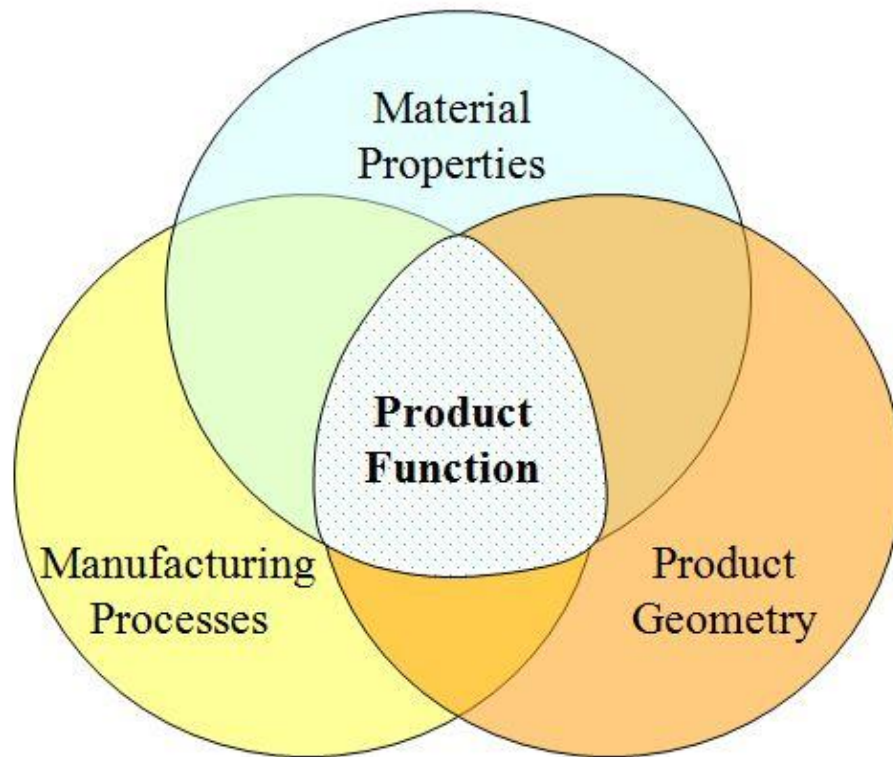 Material
Properties
Product
Function
Manufacturing
Processes
Product
Geometry